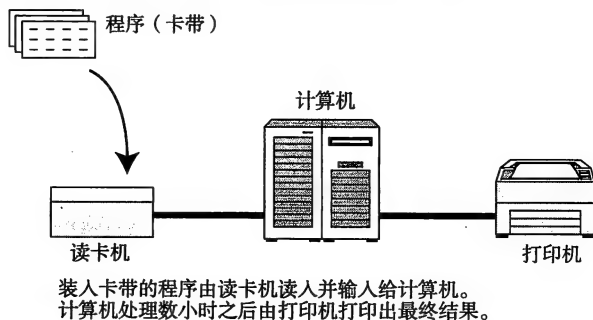 程序（卡带）
计算机
读卡机
打印机
装入卡带的程序由读卡机读入并输入给计算机。
计算机处理数小时之后由打印机打印出最终结果。